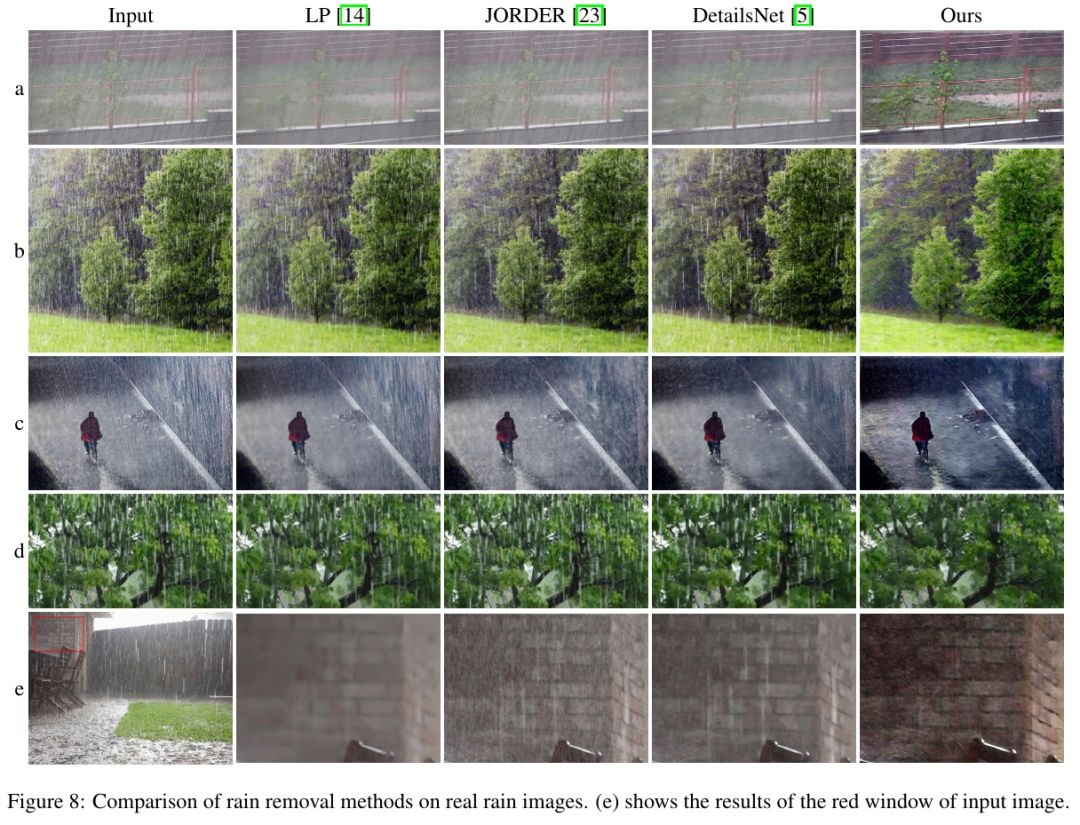 Input LP [14] JORDER [23] DetailsNet [5] Ours
a
b
c
d
e
Figure 8: Comparison of rain removal methods on real rain images. (e) shows the results of the red window of input image.